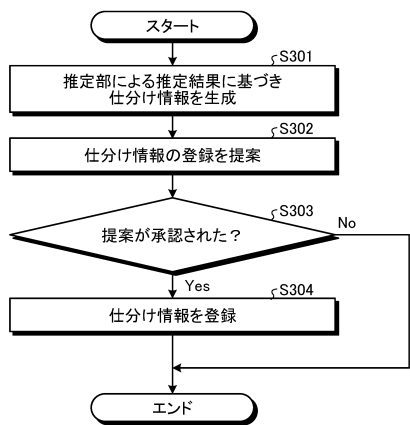 スタート
S301
推定部による推定結果に基づき
仕分け情報を生成
S302
仕分け情報の登録を提案
S303
提案が承認された?
No
Yes
S304
仕分け情報を登録
エンド